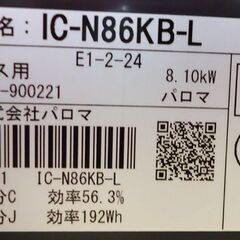 名：IC-N86KB-L
E1-2-24
ス用 8.10kW
-900221 パロマ
式会社パロマ
1 IC-N86KB-L
分C 効率56.3%
分J 効率192Wh